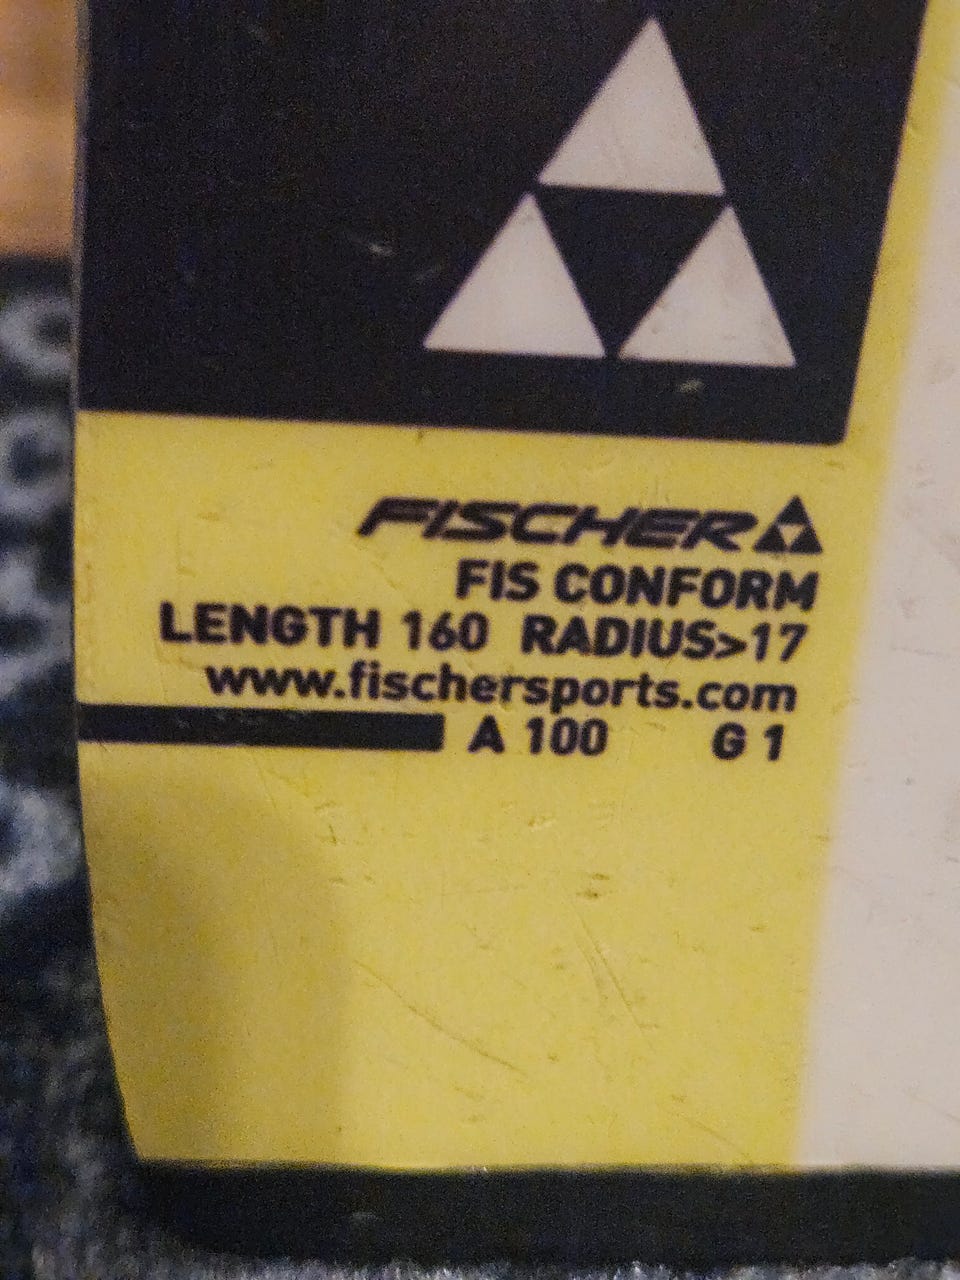 FISCHER
FIS CONFORM
LENGTH 160 RADIUS>17
www.fischersports.com
A 100 G 1